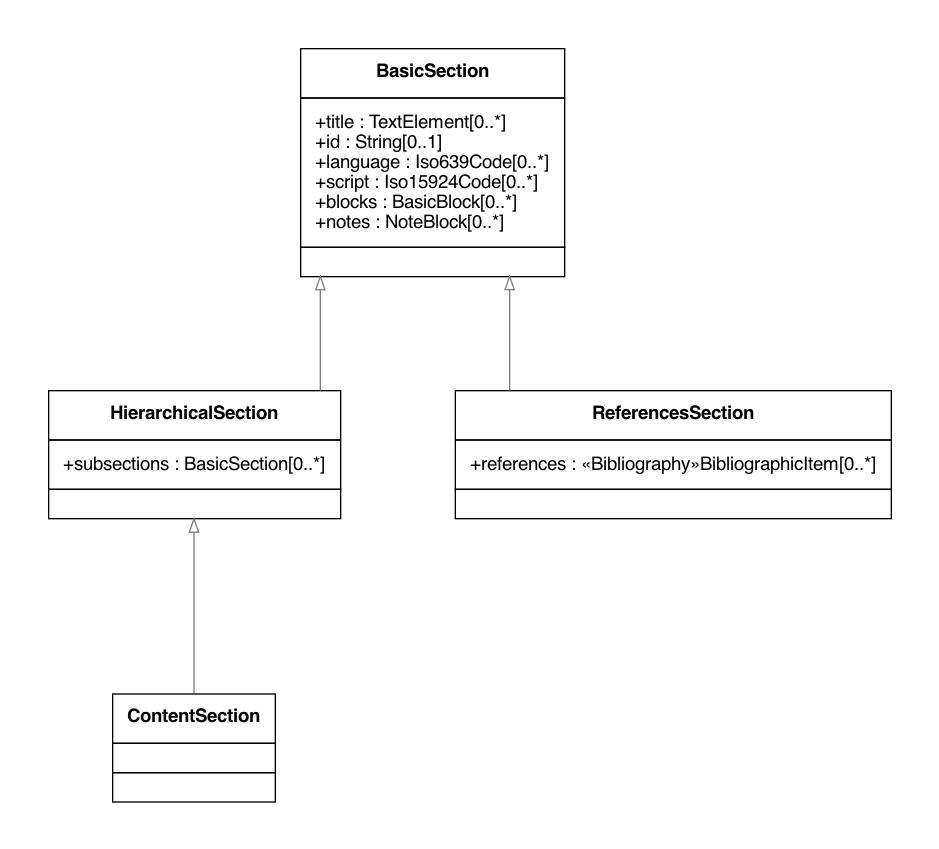 BasicSection
+title : TextElement[0..*]
+id : String[0..1]
+language : Iso639Code[0..*]
+script : Iso15924Code[0..*]
+blocks : BasicBlock[0..*]
+notes : NoteBlock[0..*]
HierarchicalSection
+subsections : BasicSection[0..*]
ReferencesSection
+references : «Bibliography»BibliographicItem[0..*]
ContentSection